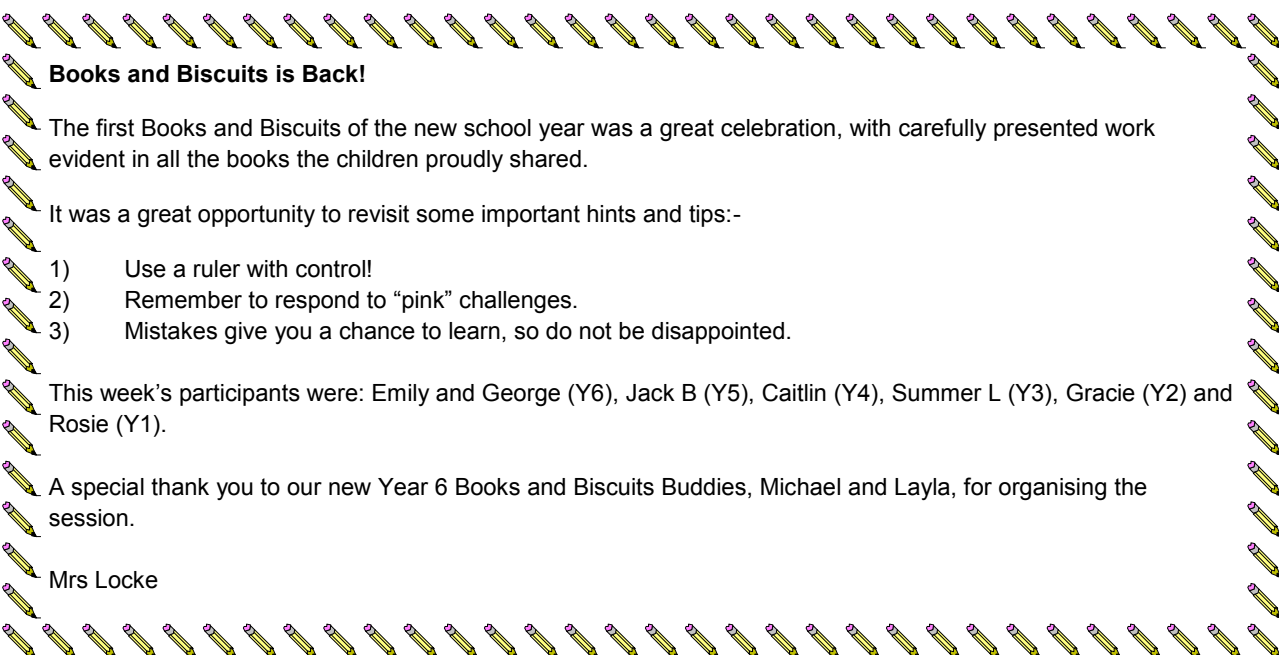 Books and Biscuits is Back!
The first Books and Biscuits of the new school year was a great celebration, with carefully presented work
evident in all the books the children proudly shared.
It was a great opportunity to revisit some important hints and tips:-
1) Use a ruler with control!
2) Remember to respond to “pink” challenges.
3) Mistakes give you a chance to learn, so do not be disappointed.
This week’s participants were: Emily and George (Y6), Jack B (Y5), Caitlin (Y4), Summer L (Y3), Gracie (Y2) and
Rosie (Y1).
A special thank you to our new Year 6 Books and Biscuits Buddies, Michael and Layla, for organising the
session.
Mrs Locke